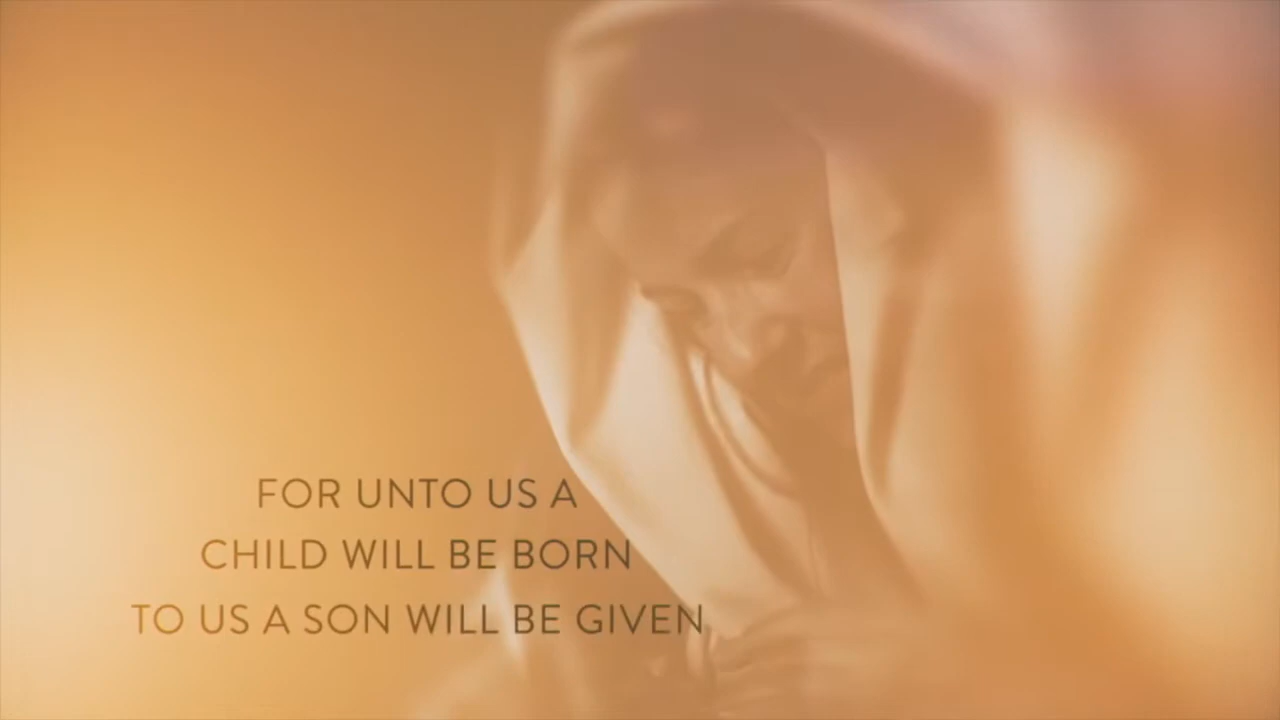 FOR UNTO US A
CHILD WILL BE BORN
TO US A SON WILL BE GIVEN